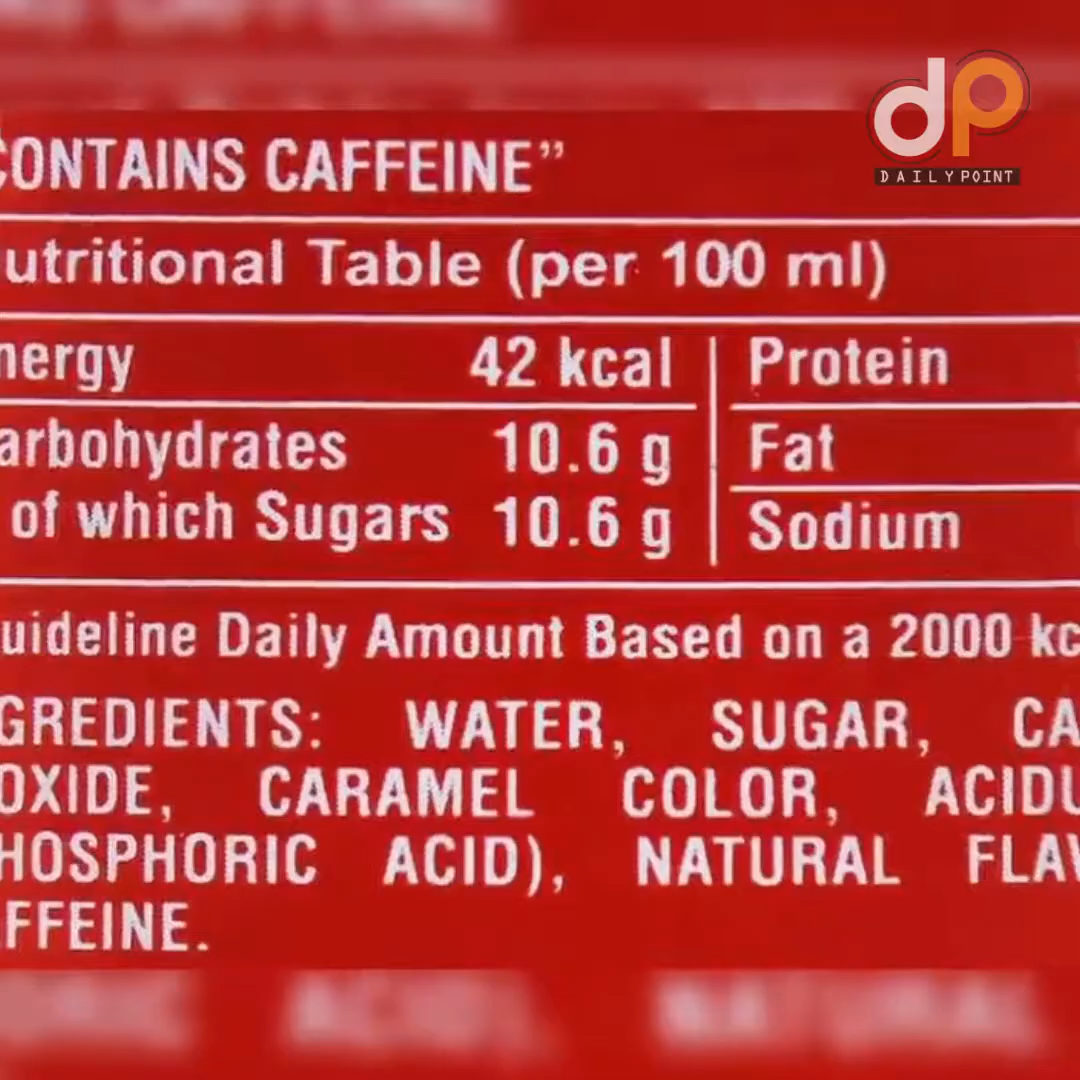 dp
DAILYPOINT
CONTAINS CAFFEINE”
utritional Table (per 100 ml)
nergy 42 kcal Protein
arbohydrates 10.6 g Fat
of which Sugars 10.6 g Sodium
uideline Daily Amount Based on a 2000 kc
GREDIENTS: WATER, SUGAR, CA
OXIDE, CARAMEL COLOR, ACIDU
HOSPHORIC ACID), NATURAL FLAV
FFEINE.